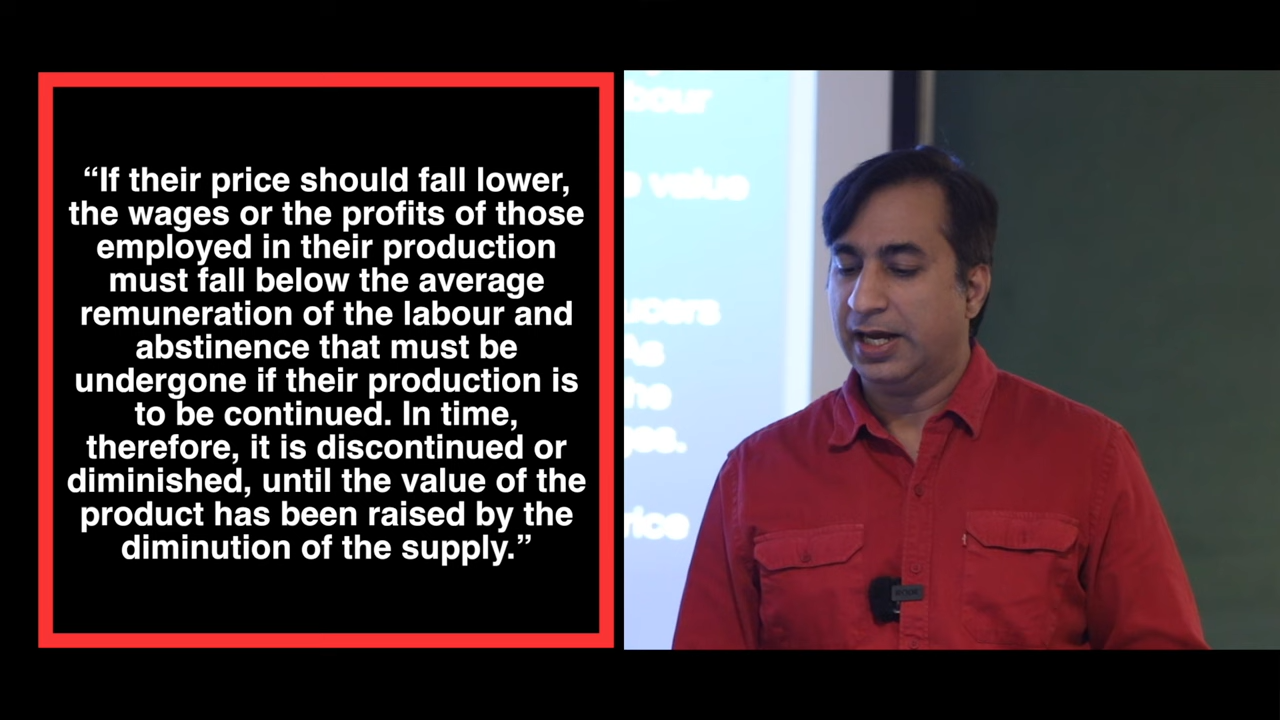 “If their price should fall lower,
the wages or the profits of those
employed in their production
must fall below the average
remuneration of the labour and
abstinence that must be
undergone if their production is
to be continued. In time,
therefore, it is discontinued or
diminished, until the value of the
product has been raised by the
diminution of the supply.”
value